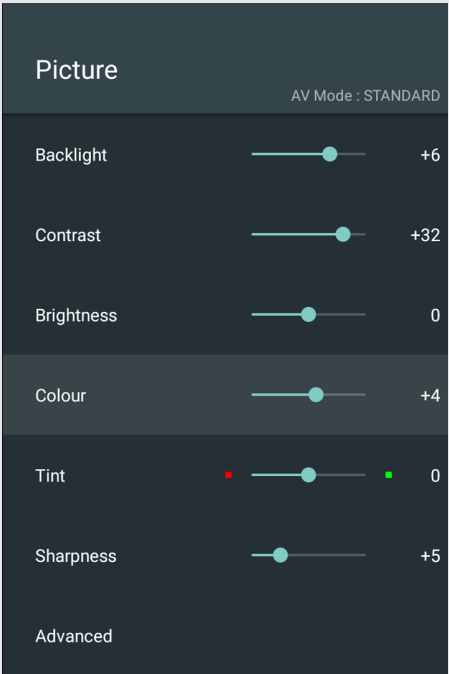 Picture
AV Mode : STANDARD
Backlight +6
Contrast +32
Brightness 0
Colour +4
Tint 0
Sharpness +5
Advanced